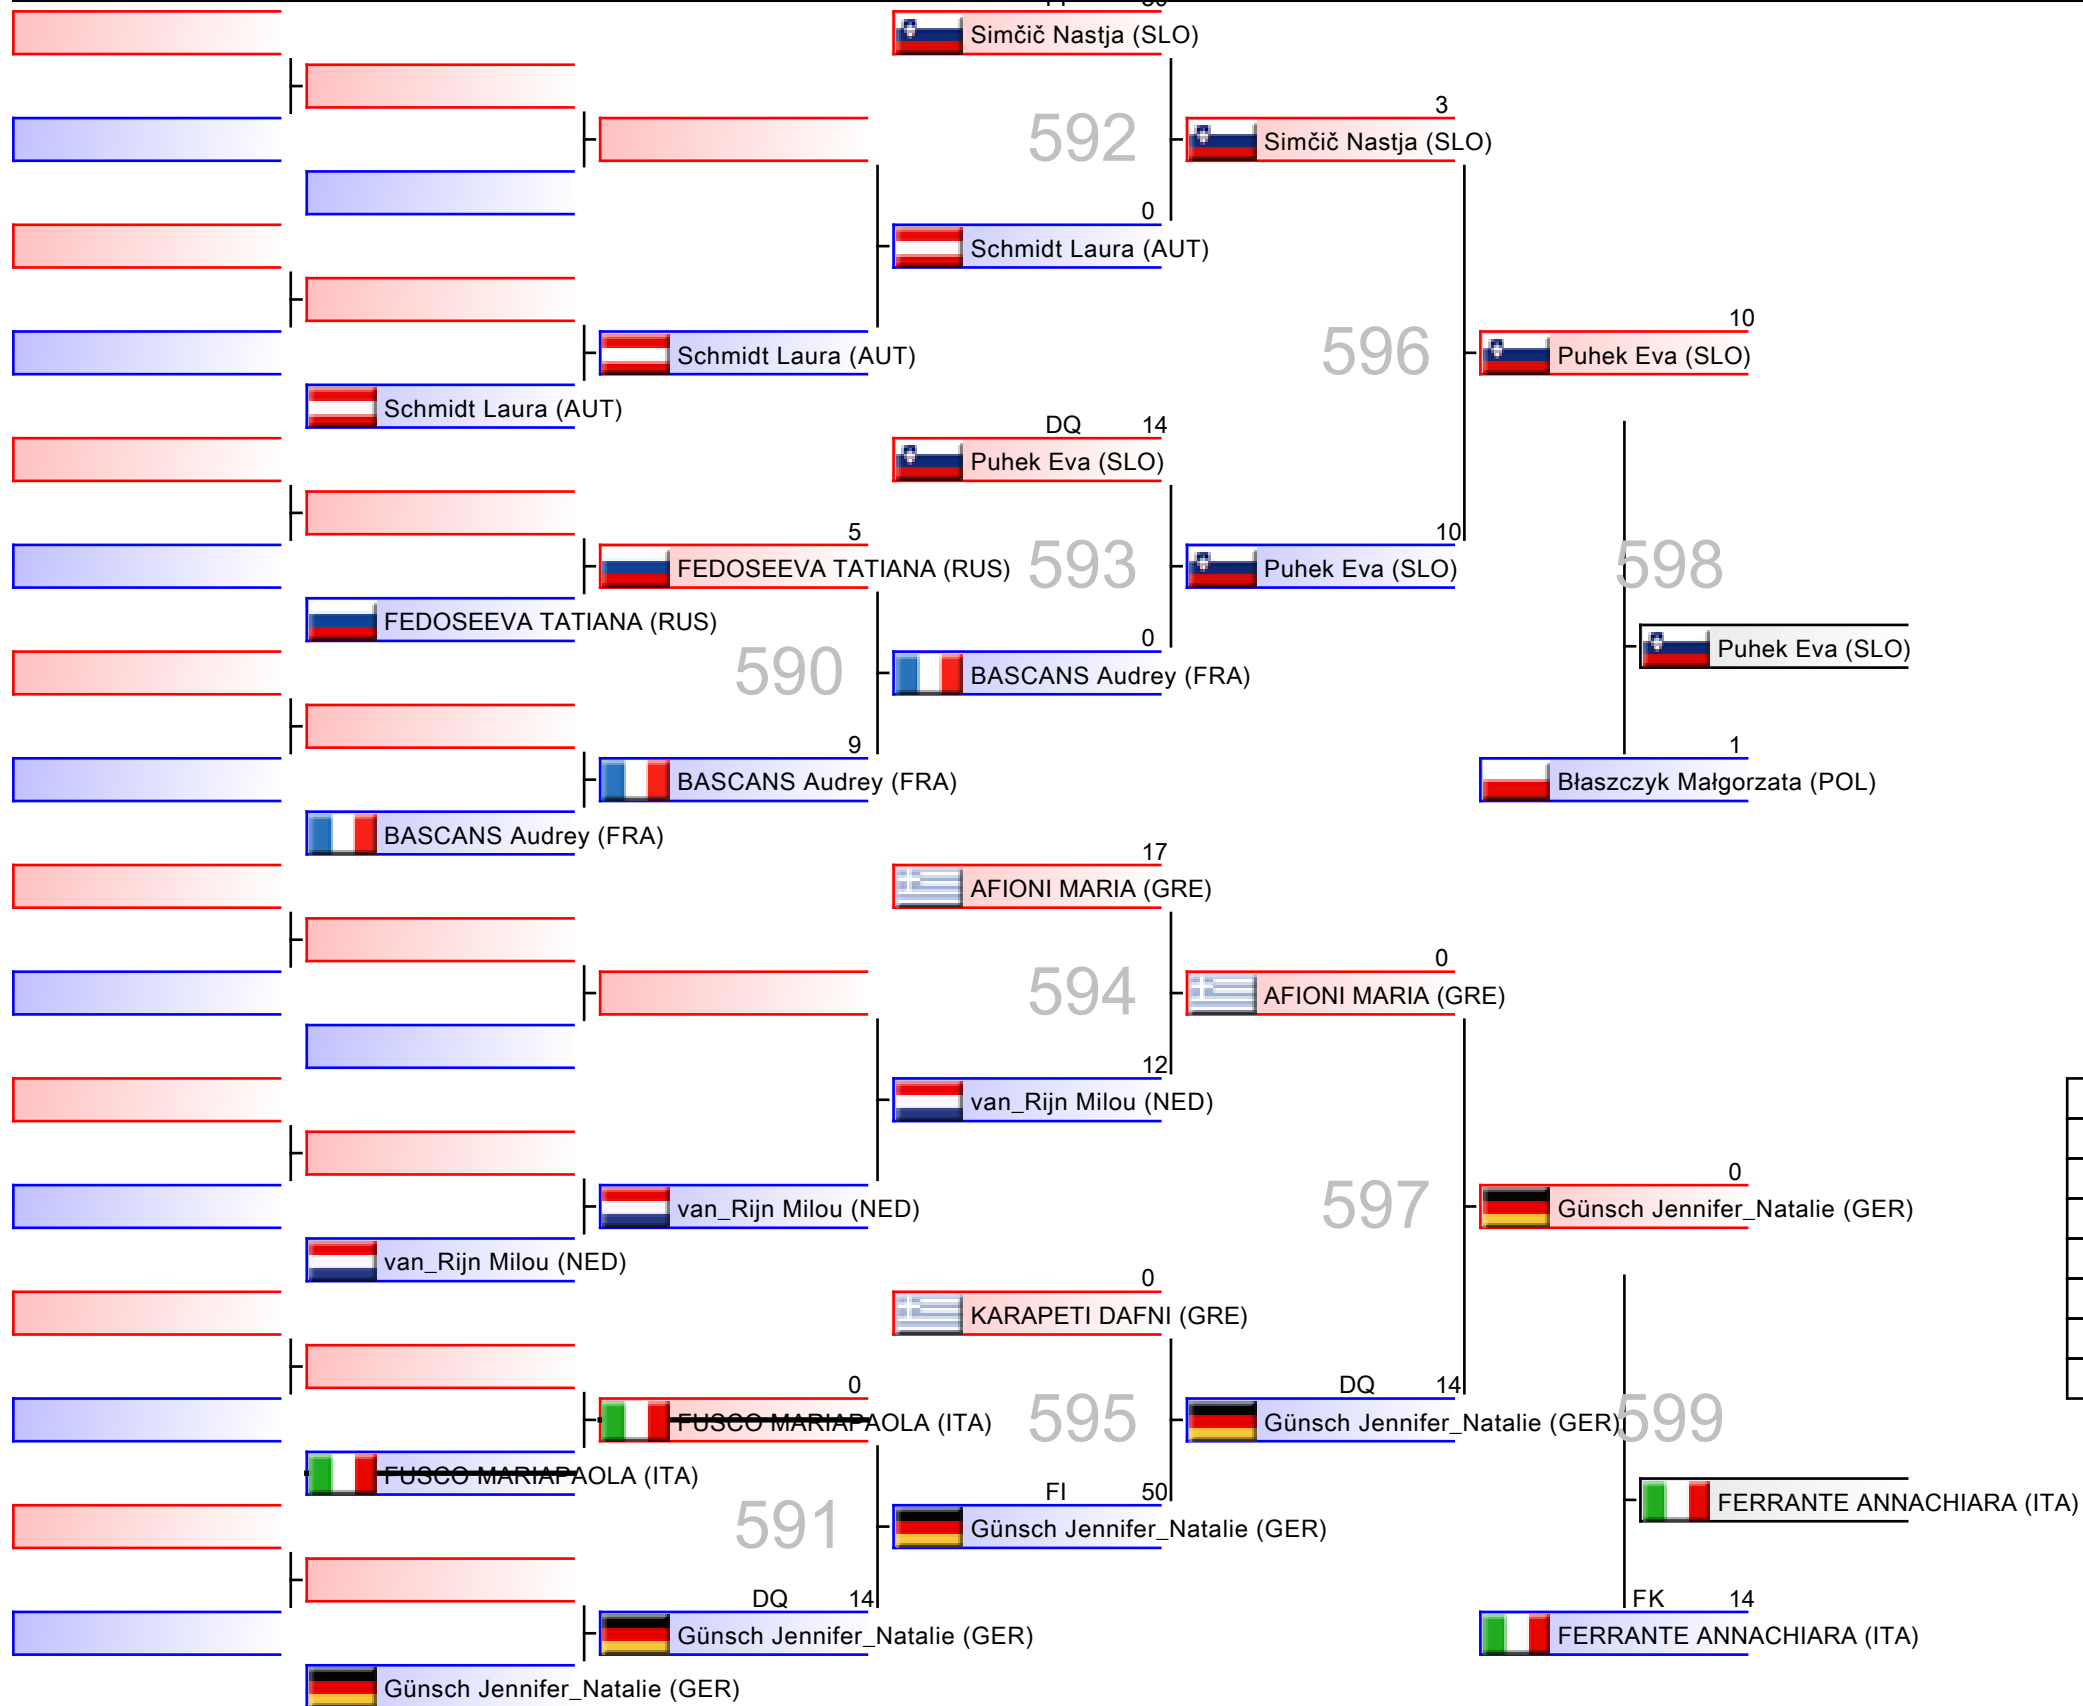 Simčič Nastja (SLO)
3
592
Simčič Nastja (SLO)
0
Schmidt Laura (AUT)
10
Schmidt Laura (AUT)
596
Puhek Eva (SLO)
Schmidt Laura (AUT)
DQ 14
Puhek Eva (SLO)
5
10
FEDOSEEVA TATIANA (RUS)
593
Puhek Eva (SLO)
598
FEDOSEEVA TATIANA (RUS)
0
Puhek Eva (SLO)
590
BASCANS Audrey (FRA)
9
1
BASCANS Audrey (FRA)
Błaszczyk Małgorzata (POL)
BASCANS Audrey (FRA)
17
AFIONI MARIA (GRE)
0
594
AFIONI MARIA (GRE)
12
van_Rijn Milou (NED)
0
van_Rijn Milou (NED)
597
Günsch Jennifer_Natalie (GER)
van_Rijn Milou (NED)
0
KARAPETI DAFNI (GRE)
0
DQ 14
FUSCO MARIAPAOLA (ITA)
595
Günsch Jennifer_Natalie (GER)
599
FUSCO MARIAPAOLA (ITA)
FI 50
FERRANTE ANNACHIARA (ITA)
591
Günsch Jennifer_Natalie (GER)
DQ 14
FK 14
Günsch Jennifer_Natalie (GER)
FERRANTE ANNACHIARA (ITA)
Günsch Jennifer_Natalie (GER)